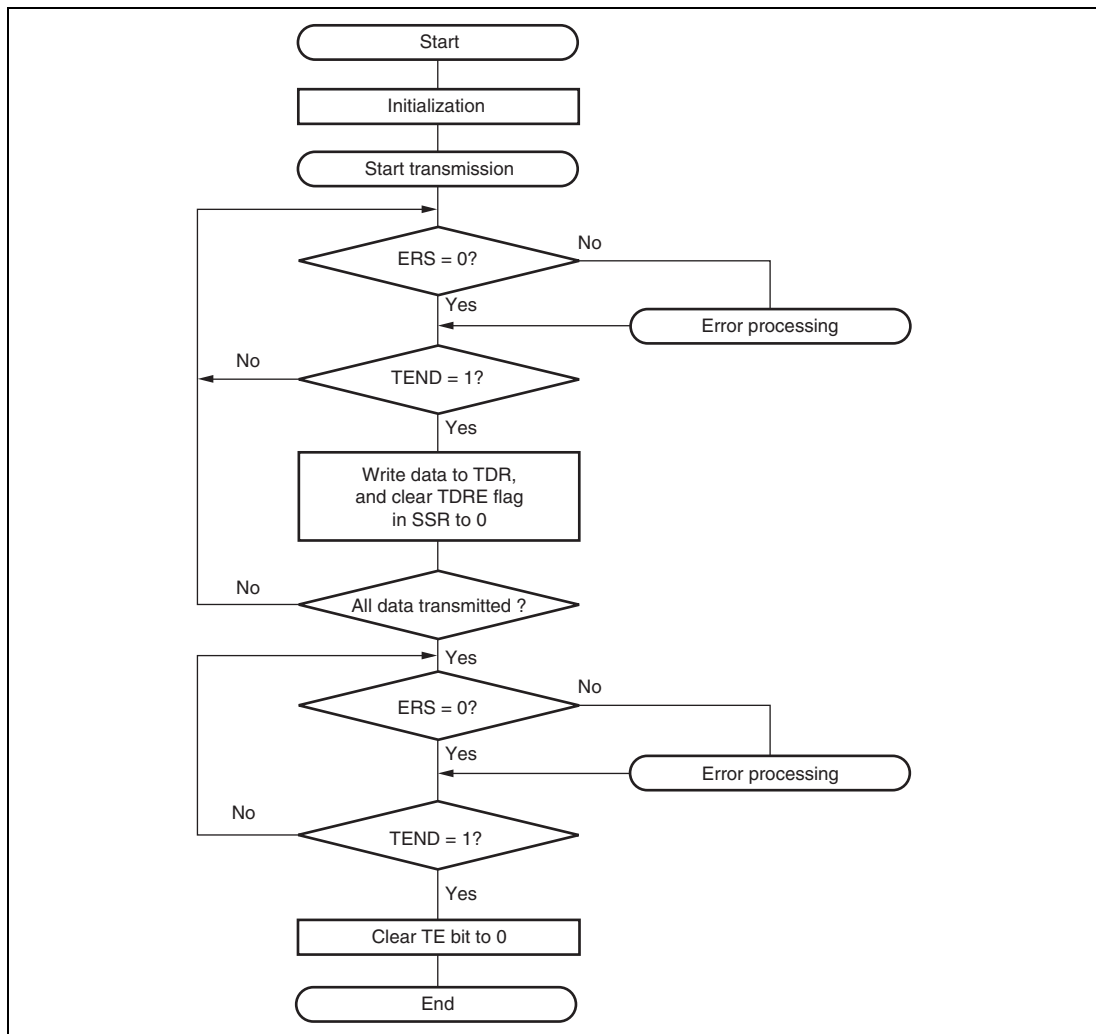 Start
Initialization
Start transmission
ERS = 0?
No
Yes
Error processing
No
TEND = 1?
Yes
Write data to TDR,
and clear TDRE flag
in SSR to 0
No
All data transmitted ?
Yes
ERS = 0?
No
Yes
Error processing
No
TEND = 1?
Yes
Clear TE bit to 0
End